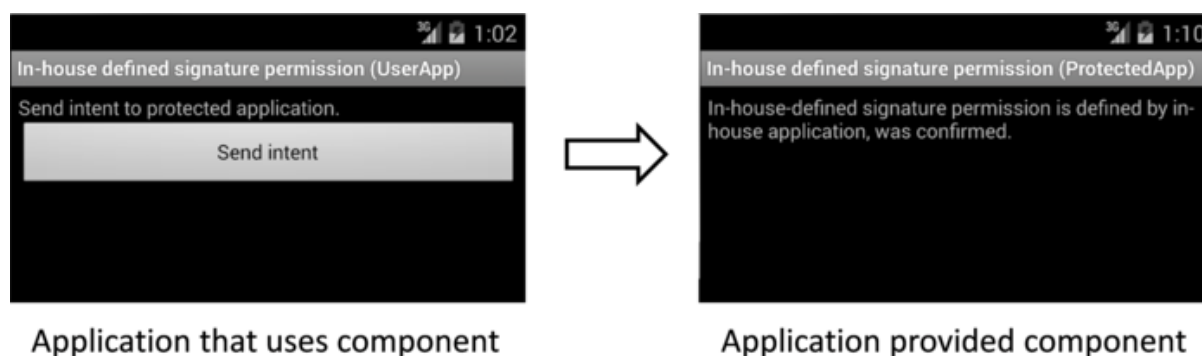 3G 1:02
In-house defined signature permission (UserApp)
Send intent to protected application.
Send intent
Application that uses component
3G 1:10
In-house defined signature permission (ProtectedApp)
In-house-defined signature permission is defined by in-
house application, was confirmed.
Application provided component